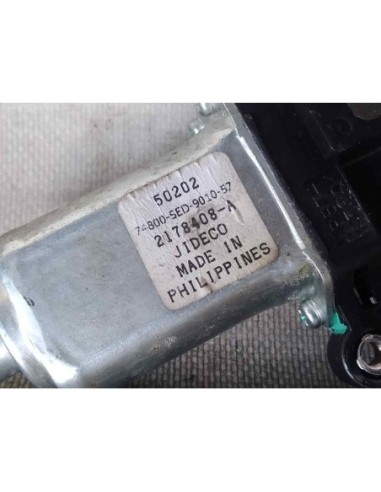 50202
74800-SED-9010-57
2178408-A
JIDECO
MADE IN
PHILIPPINES